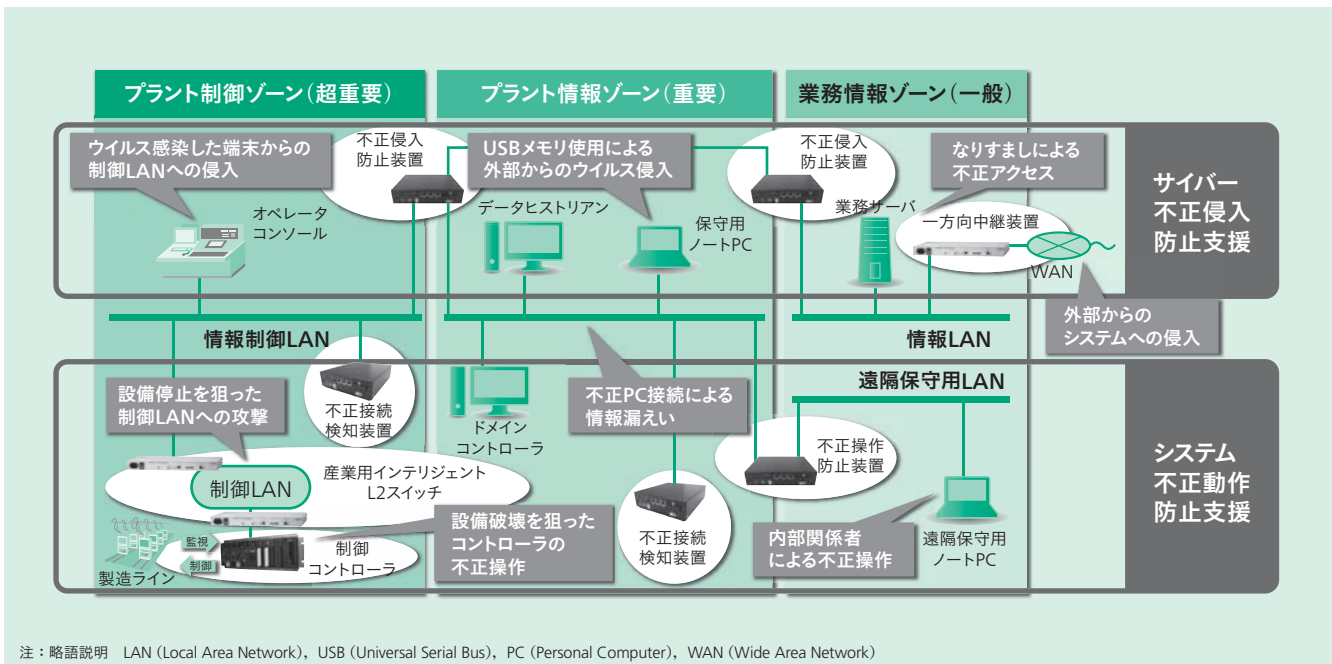 プラント制御ゾーン（超重要）
プラント情報ゾーン（重要）
業務情報ゾーン（一般）
ウイルス感染した端末からの
制御LANへの侵入
不正侵入
防止装置
USBメモリ使用による
外部からのウイルス侵入
不正侵入
防止装置
なりすましによる
不正アクセス
サイバー
不正侵入
防止支援
オペレータ
コンソール
データヒストリアン
保守用
ノートPC
業務サーバ
一方向中継装置
WAN
外部からの
システムへの侵入
情報制御LAN
情報LAN
設備停止を狙った
制御LANへの攻撃
不正接続
検知装置
ドメイン
コントローラ
不正PC接続による
情報漏えい
遠隔保守用LAN
不正操作
防止装置
システム
不正動作
防止支援
産業用インテリジェント
L2スイッチ
制御LAN
設備破壊を狙った
コントローラの
不正操作
不正接続
検知装置
内部関係者
による不正操作
遠隔保守用
ノートPC
監視
制御
製造ライン
制御
コントローラ
注：略語説明　LAN（Local Area Network），USB（Universal Serial Bus），PC（Personal Computer），WAN（Wide Area Network）